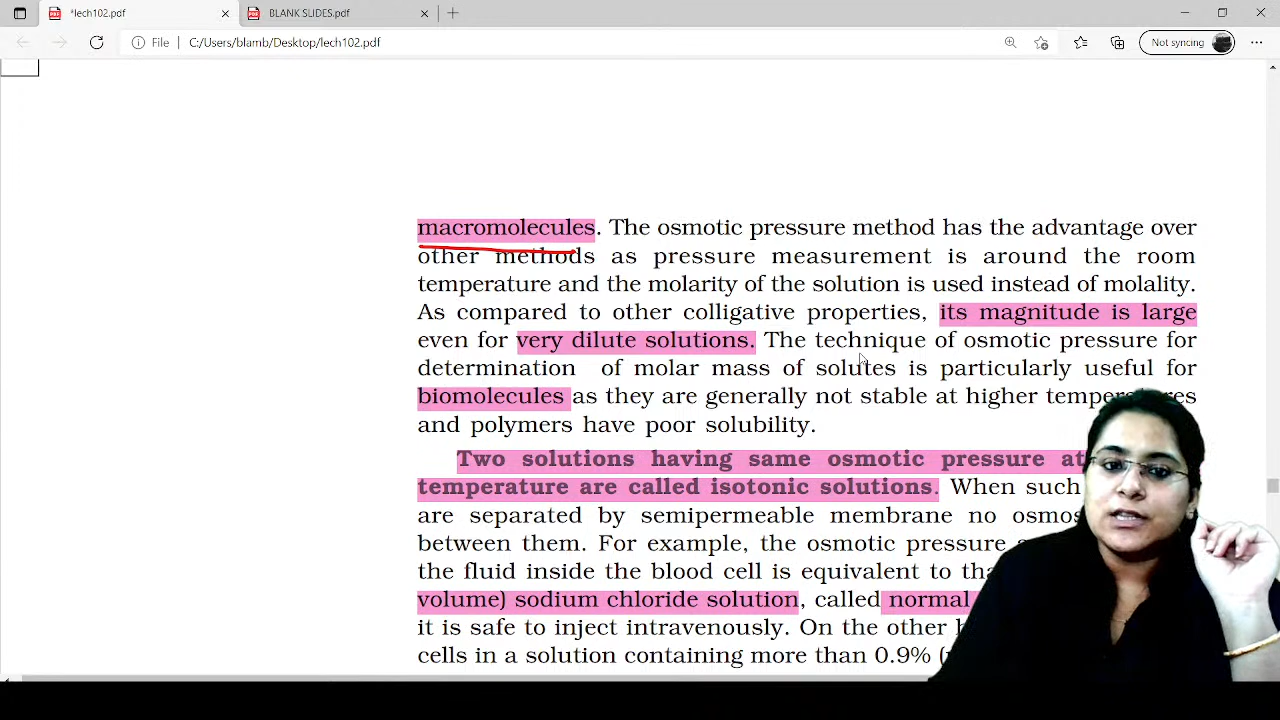 *lech102.pdf
BLANK SLIDES.pdf
File
C:/Users/blamb/Desktop/lech102.pdf
Not syncing
macromolecules. The osmotic pressure method has the advantage over
other methods as pressure measurement is around the room
temperature and the molarity of the solution is used instead of molality.
As compared to other colligative properties, its magnitude is large
even for very dilute solutions. The technique of osmotic pressure for
determination of molar mass of solutes is particularly useful for
biomolecules as they are generally not stable at higher temperatures
and polymers have poor solubility.
Two solutions having same osmotic pressure at
temperature are called isotonic solutions. When such
are separated by semipermeable membrane no
between them. For example, the osmotic pressure
the fluid inside the blood cell is equivalent to
volume) sodium chloride solution, called normal
it is safe to inject intravenously. On the other
cells in a solution containing more than 0.9%